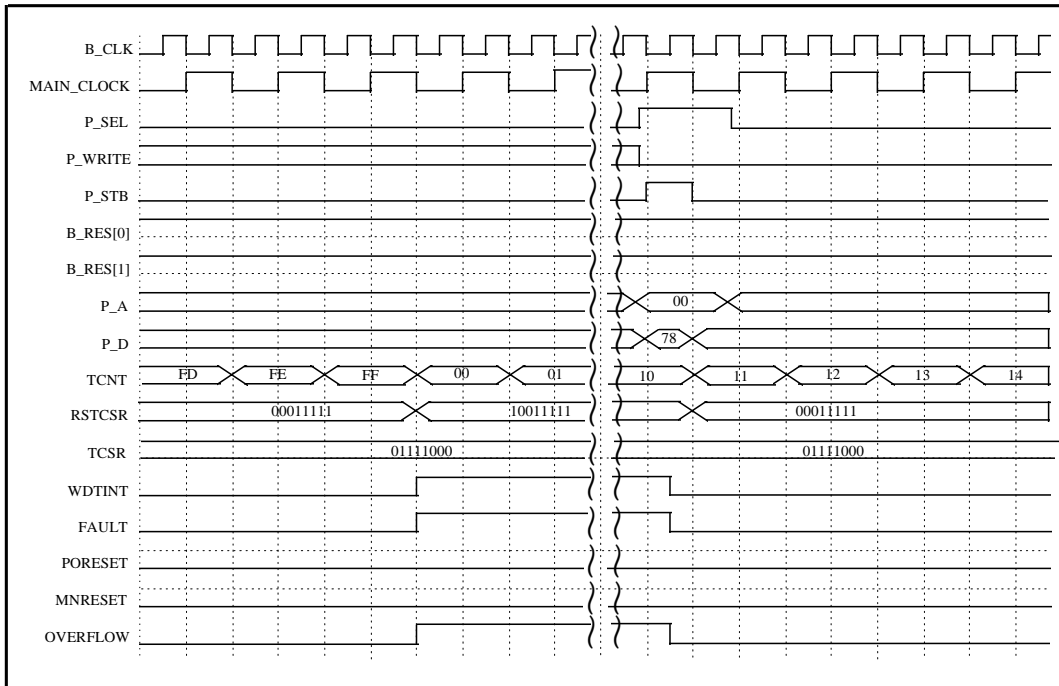 B_CLK
MAIN_CLOCK
P_SEL
P_WRITE
P_STB
B_RES[0]
B_RES[1]
P_A 00
P_D 78
TCNT FD FE FF 00 01 10 11 12 13 14
RSTCSR 00011111 10011111 00011111
TCSR 01111000 01111000
WDTINT
FAULT
PORESET
MNRESET
OVERFLOW